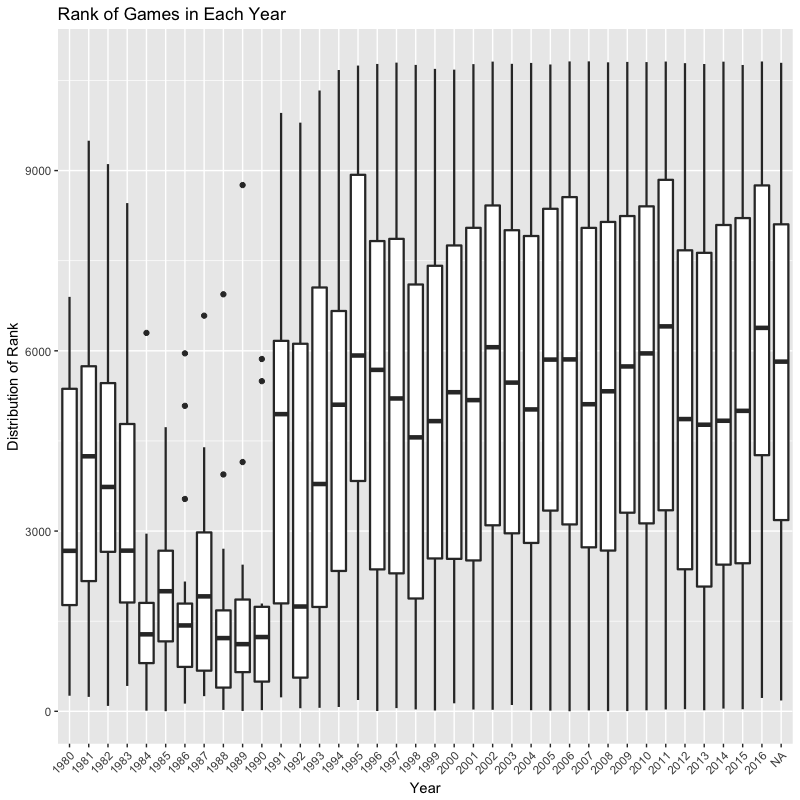 Rank of Games in Each Year
Distribution of Rank
9000
6000
3000
0
1980 1981 1982 1983 1984 1985 1986 1987 1988 1989 1990 1991 1992 1993 1994 1995 1996 1997 1998 1999 2000 2001 2002 2003 2004 2005 2006 2007 2008 2009 2010 2011 2012 2013 2014 2015 2016 NA
Year